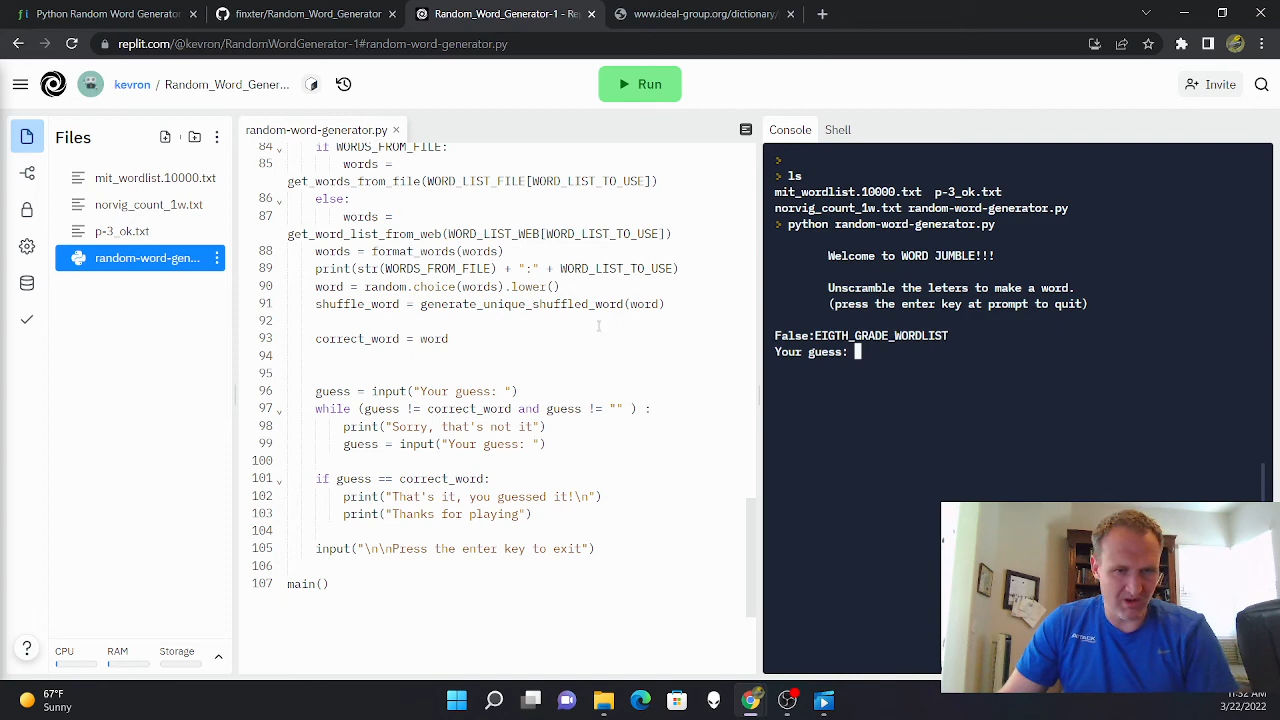 Python Random Word Generator
finxter/Random_Word_Generator
Random_Word_Generator-1 - Re
www.ideal-group.org/dictionary/
replit.com/@kevron/RandomWordGenerator-1#random-word-generator.py
kevron / Random_Word_Gener...
Run
Invite
Files
mit_wordlist.10000.txt
norvig_count_1w.txt
p-3_ok.txt
random-word-gen...
CPU RAM Storage
random-word-generator.py
84 if WORDS_FROM_FILE:
85 words =
get_words_from_file(WORD_LIST_FILE[WORD_LIST_TO_USE])
86 else:
87 words =
get_word_list_from_web(WORD_LIST_WEB[WORD_LIST_TO_USE])
88 words = format_words(words)
89 print(str(WORDS_FROM_FILE) + ":" + WORD_LIST_TO_USE)
90 word = random.choice(words).lower()
91 shuffle_word = generate_unique_shuffled_word(word)
92
93 correct_word = word
94
95
96 guess = input("Your guess: ")
97 while (guess != correct_word and guess != "" ) :
98 print("Sorry, that's not it")
99 guess = input("Your guess: ")
100
101 if guess == correct_word:
102 print("That's it, you guessed it!\n")
103 print("Thanks for playing")
104
105 input("\n\nPress the enter key to exit")
106
107 main()
Console Shell
>
> ls
mit_wordlist.10000.txt p-3_ok.txt
norvig_count_1w.txt random-word-generator.py
> python random-word-generator.py
Welcome to WORD JUMBLE!!!
Unscramble the letters to make a word.
(press the enter key at prompt to quit)
False:EIGTH_GRADE_WORDLIST
Your guess:
67°F
Sunny
3/22/2022